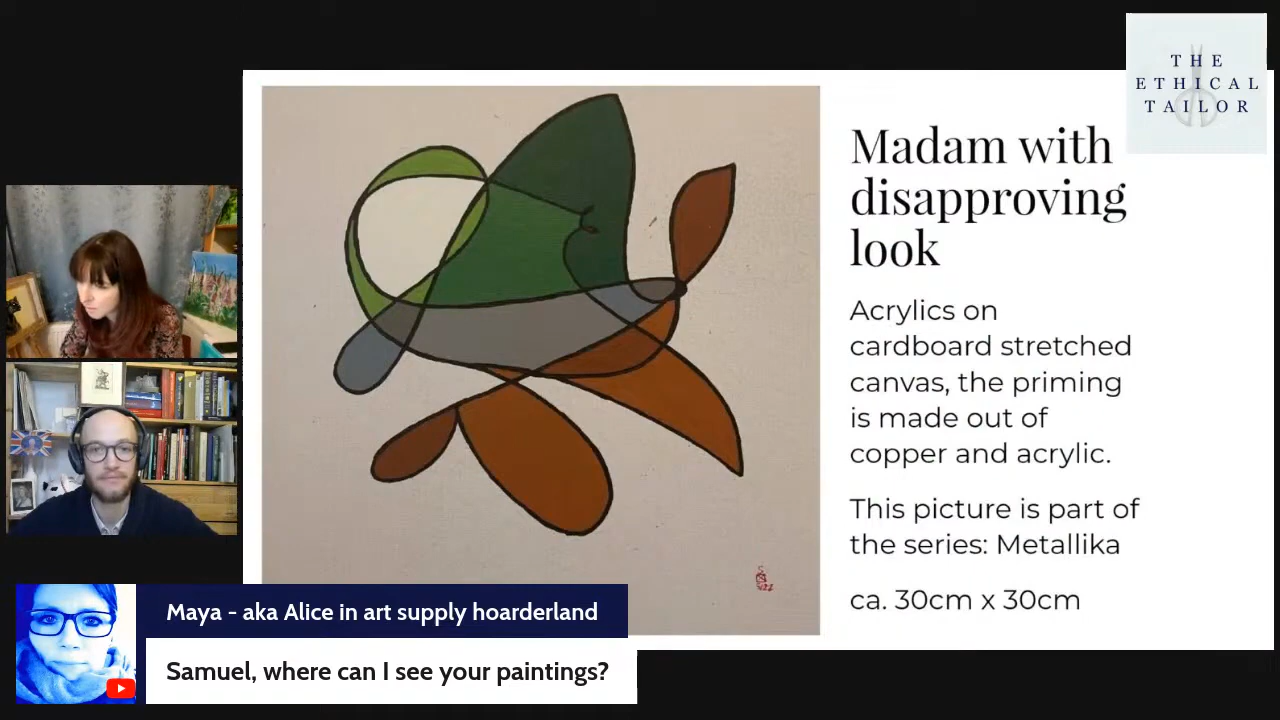 THE
ETHICAL
TAILOR
Madam with
disapproving
look
Acrylics on
cardboard stretched
canvas, the priming
is made out of
copper and acrylic.
This picture is part of
the series: Metallika
ca. 30cm x 30cm
Maya - aka Alice in art supply hoarderland
Samuel, where can I see your paintings?